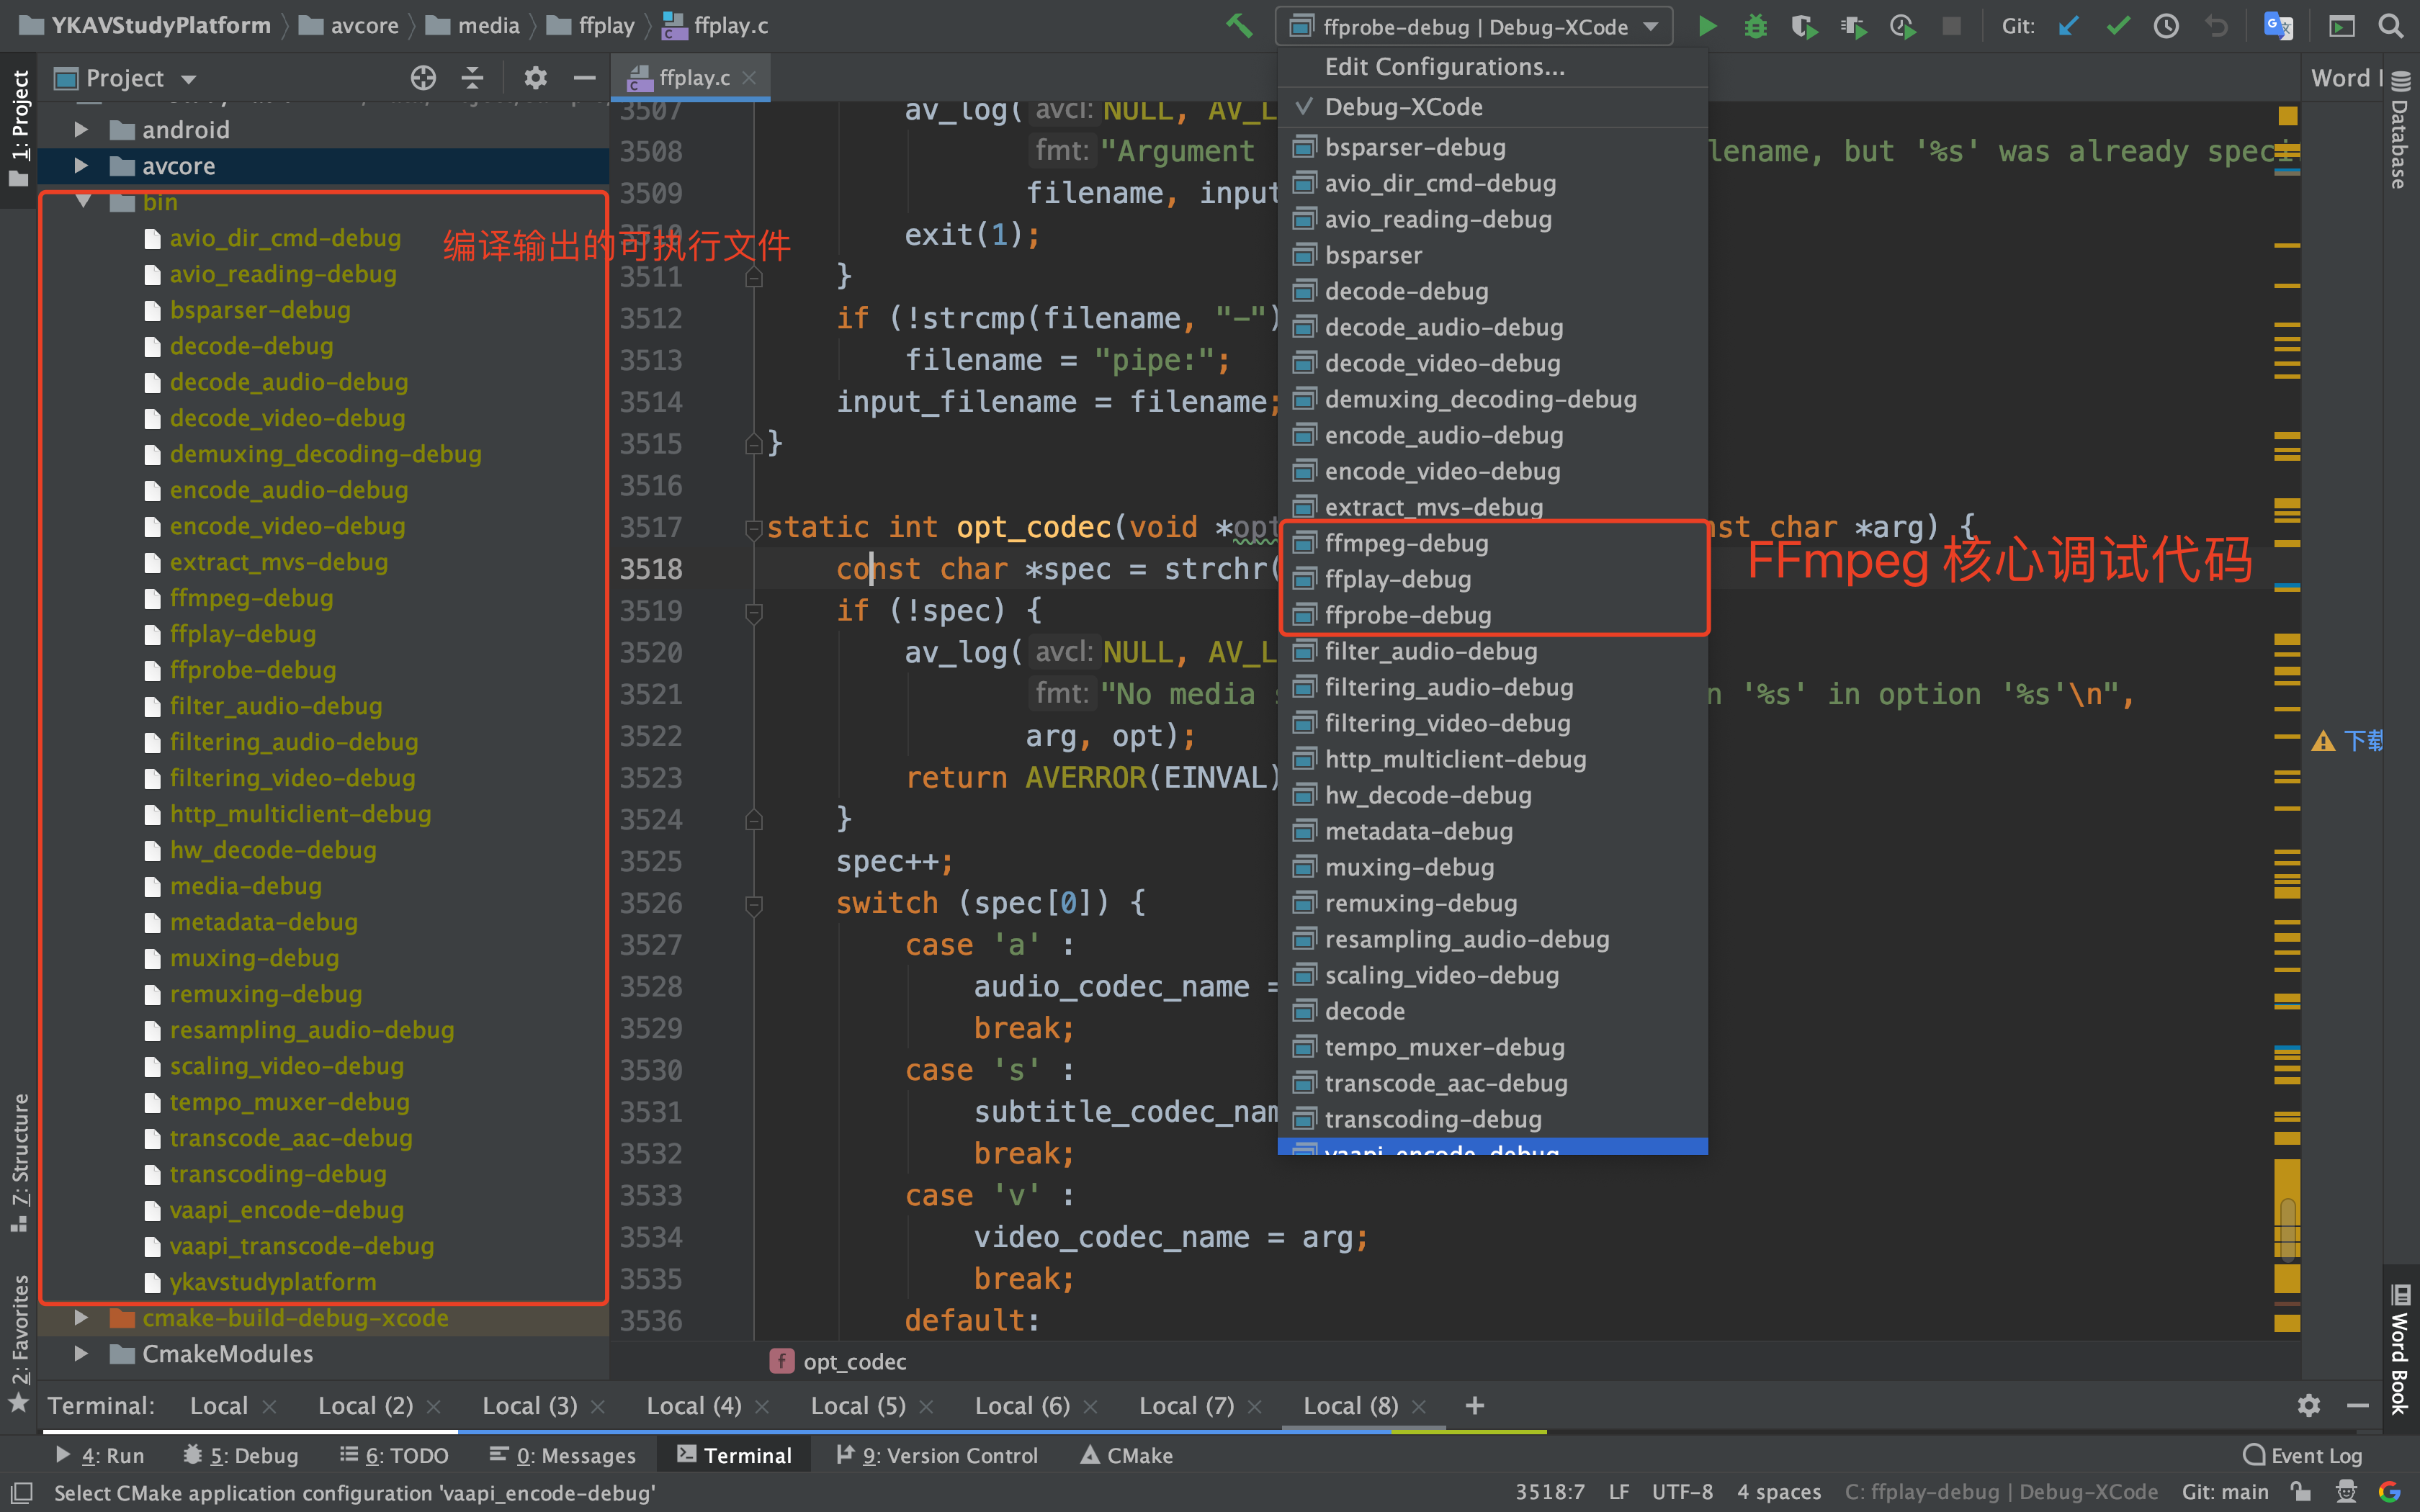 YKAVStudyPlatform
avcore
media
ffplay
ffplay.c
ffprobe-debug | Debug-XCode
Git:
1: Project
Project
ffplay.c
Word
Database
android
avcore
bin
avio_dir_cmd-debug
avio_reading-debug
bsparser-debug
decode-debug
decode_audio-debug
decode_video-debug
demuxing_decoding-debug
encode_audio-debug
encode_video-debug
extract_mvs-debug
ffmpeg-debug
ffplay-debug
ffprobe-debug
filter_audio-debug
filtering_audio-debug
filtering_video-debug
http_multiclient-debug
hw_decode-debug
media-debug
metadata-debug
muxing-debug
remuxing-debug
resampling_audio-debug
scaling_video-debug
tempo_muxer-debug
transcode_aac-debug
transcoding-debug
vaapi_encode-debug
vaapi_transcode-debug
ykavstudyplatform
cmake-build-debug-xcode
CmakeModules
编译输出的可执行文件
3507 av_log( avcl: NULL, AV_L
3508 fmt: "Argument lename, but '%s' was already speci
3509 filename, input
3510 exit(1);
3511 }
3512 if (!strcmp(filename, "-")
3513 filename = "pipe:";
3514 input_filename = filename;
3515 }
3516
3517 static int opt_codec(void *opt nst char *arg) {
3518 const char *spec = strchr(
3519 if (!spec) {
3520 av_log( avcl: NULL, AV_L
3521 fmt: "No media s n '%s' in option '%s'\n",
3522 arg, opt);
3523 return AVERROR(EINVAL)
3524 }
3525 spec++;
3526 switch (spec[0]) {
3527 case 'a' :
3528 audio_codec_name =
3529 break;
3530 case 's' :
3531 subtitle_codec_nam
3532 break;
3533 case 'v' :
3534 video_codec_name = arg;
3535 break;
3536 default:
Edit Configurations...
Debug-XCode
bsparser-debug
avio_dir_cmd-debug
avio_reading-debug
bsparser
decode-debug
decode_audio-debug
decode_video-debug
demuxing_decoding-debug
encode_audio-debug
encode_video-debug
extract_mvs-debug
ffmpeg-debug
ffplay-debug
ffprobe-debug
filter_audio-debug
filtering_audio-debug
filtering_video-debug
http_multiclient-debug
hw_decode-debug
metadata-debug
muxing-debug
remuxing-debug
resampling_audio-debug
scaling_video-debug
decode
tempo_muxer-debug
transcode_aac-debug
transcoding-debug
vaapi_encode-debug
FFmpeg 核心调试代码
下载
7: Structure
2: Favorites
Word Book
f opt_codec
Terminal: Local Local (2) Local (3) Local (4) Local (5) Local (6) Local (7) Local (8) +
4: Run 5: Debug 6: TODO 0: Messages Terminal 9: Version Control CMake Event Log
Select CMake application configuration 'vaapi_encode-debug' 3518:7 LF UTF-8 4 spaces C: ffplay-debug | Debug-XCode Git: main